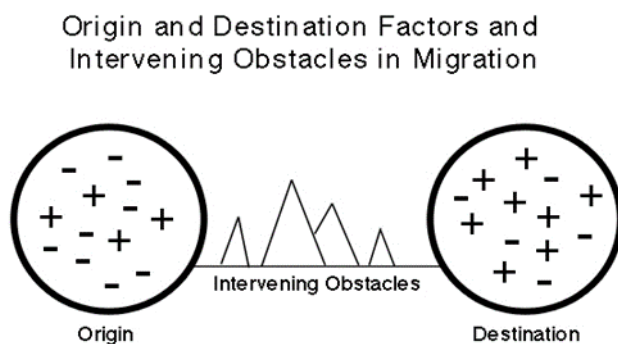 Origin and Destination Factors and
Intervening Obstacles in Migration
Intervening Obstacles
Origin
Destination